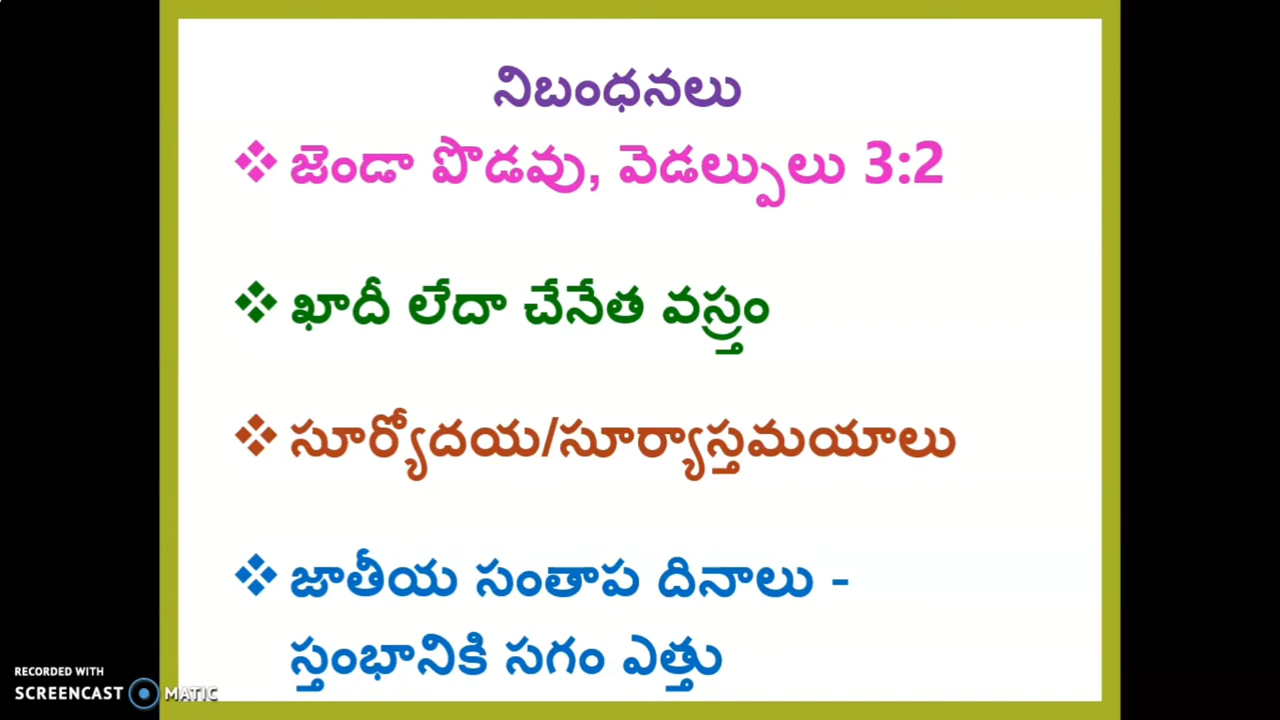 నిబంధనలు
❖ జెండా పొడవు, వెడల్పులు 3:2
❖ ఖాదీ లేదా చేనేత వస్త్రం
❖ సూర్యోదయ/సూర్యాస్తమయాలు
❖ జాతీయ సంతాప దినాలు -
స్తంభానికి సగం ఎత్తు
RECORDED WITH
SCREENCAST MATIC